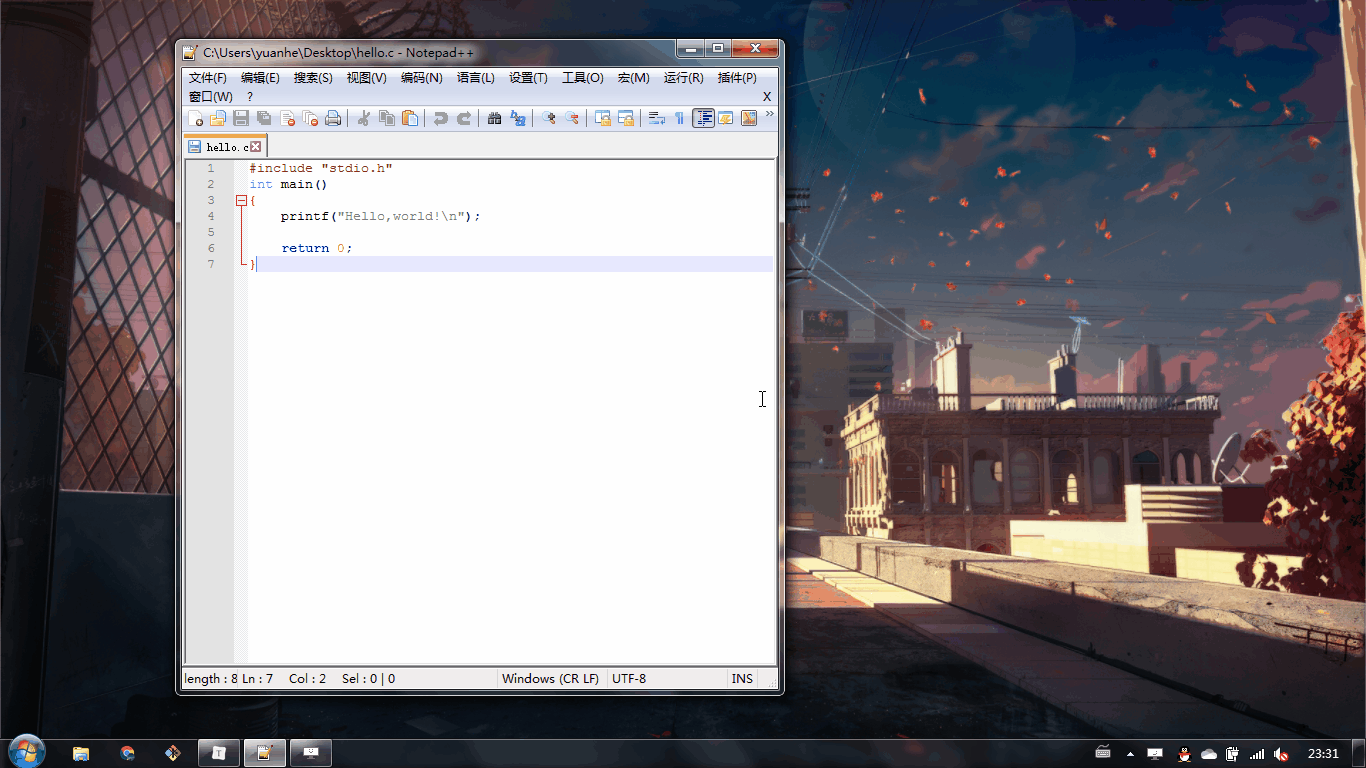 C:\Users\yuanhe\Desktop\hello.c - Notepad++
文件(F) 编辑(E) 搜索(S) 视图(V) 编码(N) 语言(L) 设置(T) 工具(O) 宏(M) 运行(R) 插件(P)
窗口(W) ? X
hello.c
1 #include "stdio.h"
2 int main()
3 {
4 printf("Hello,world!\n");
5
6 return 0;
7 }
length : 8 Ln : 7 Col : 2 Sel : 0 | 0 Windows (CR LF) UTF-8 INS
23:31